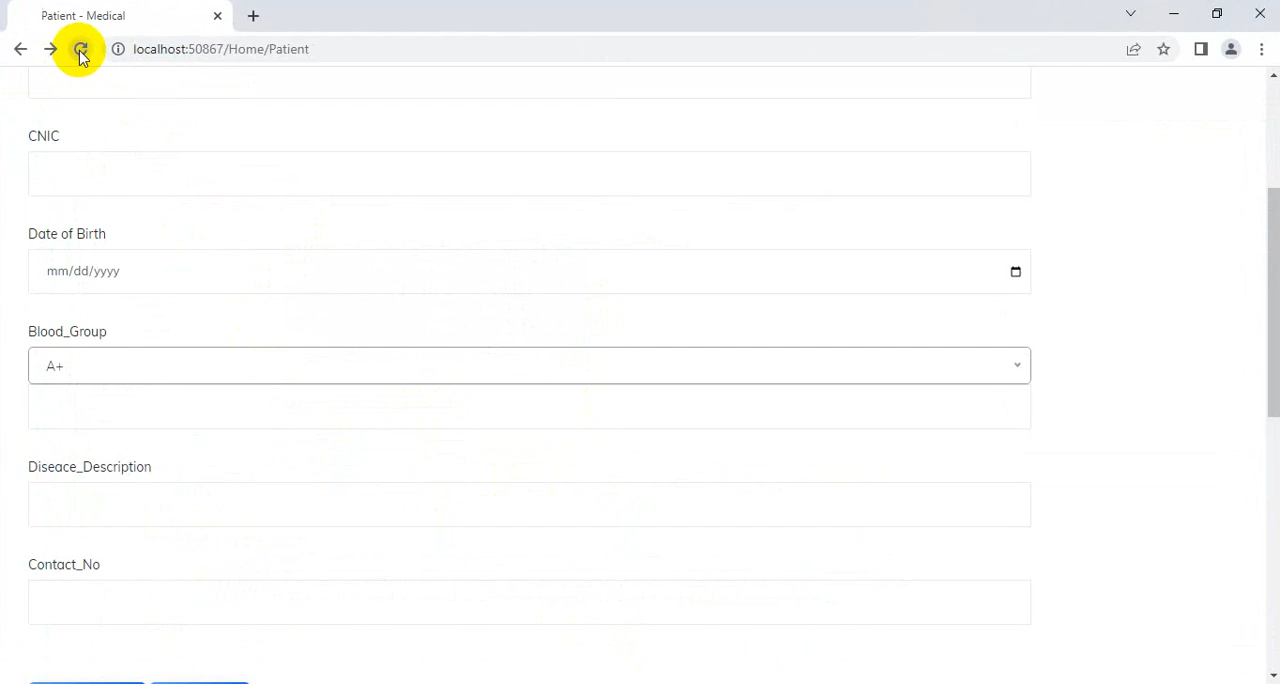 Patient - Medical
localhost:50867/Home/Patient
CNIC
Date of Birth
mm/dd/yyyy
Blood_Group
A+
Diseace_Description
Contact_No